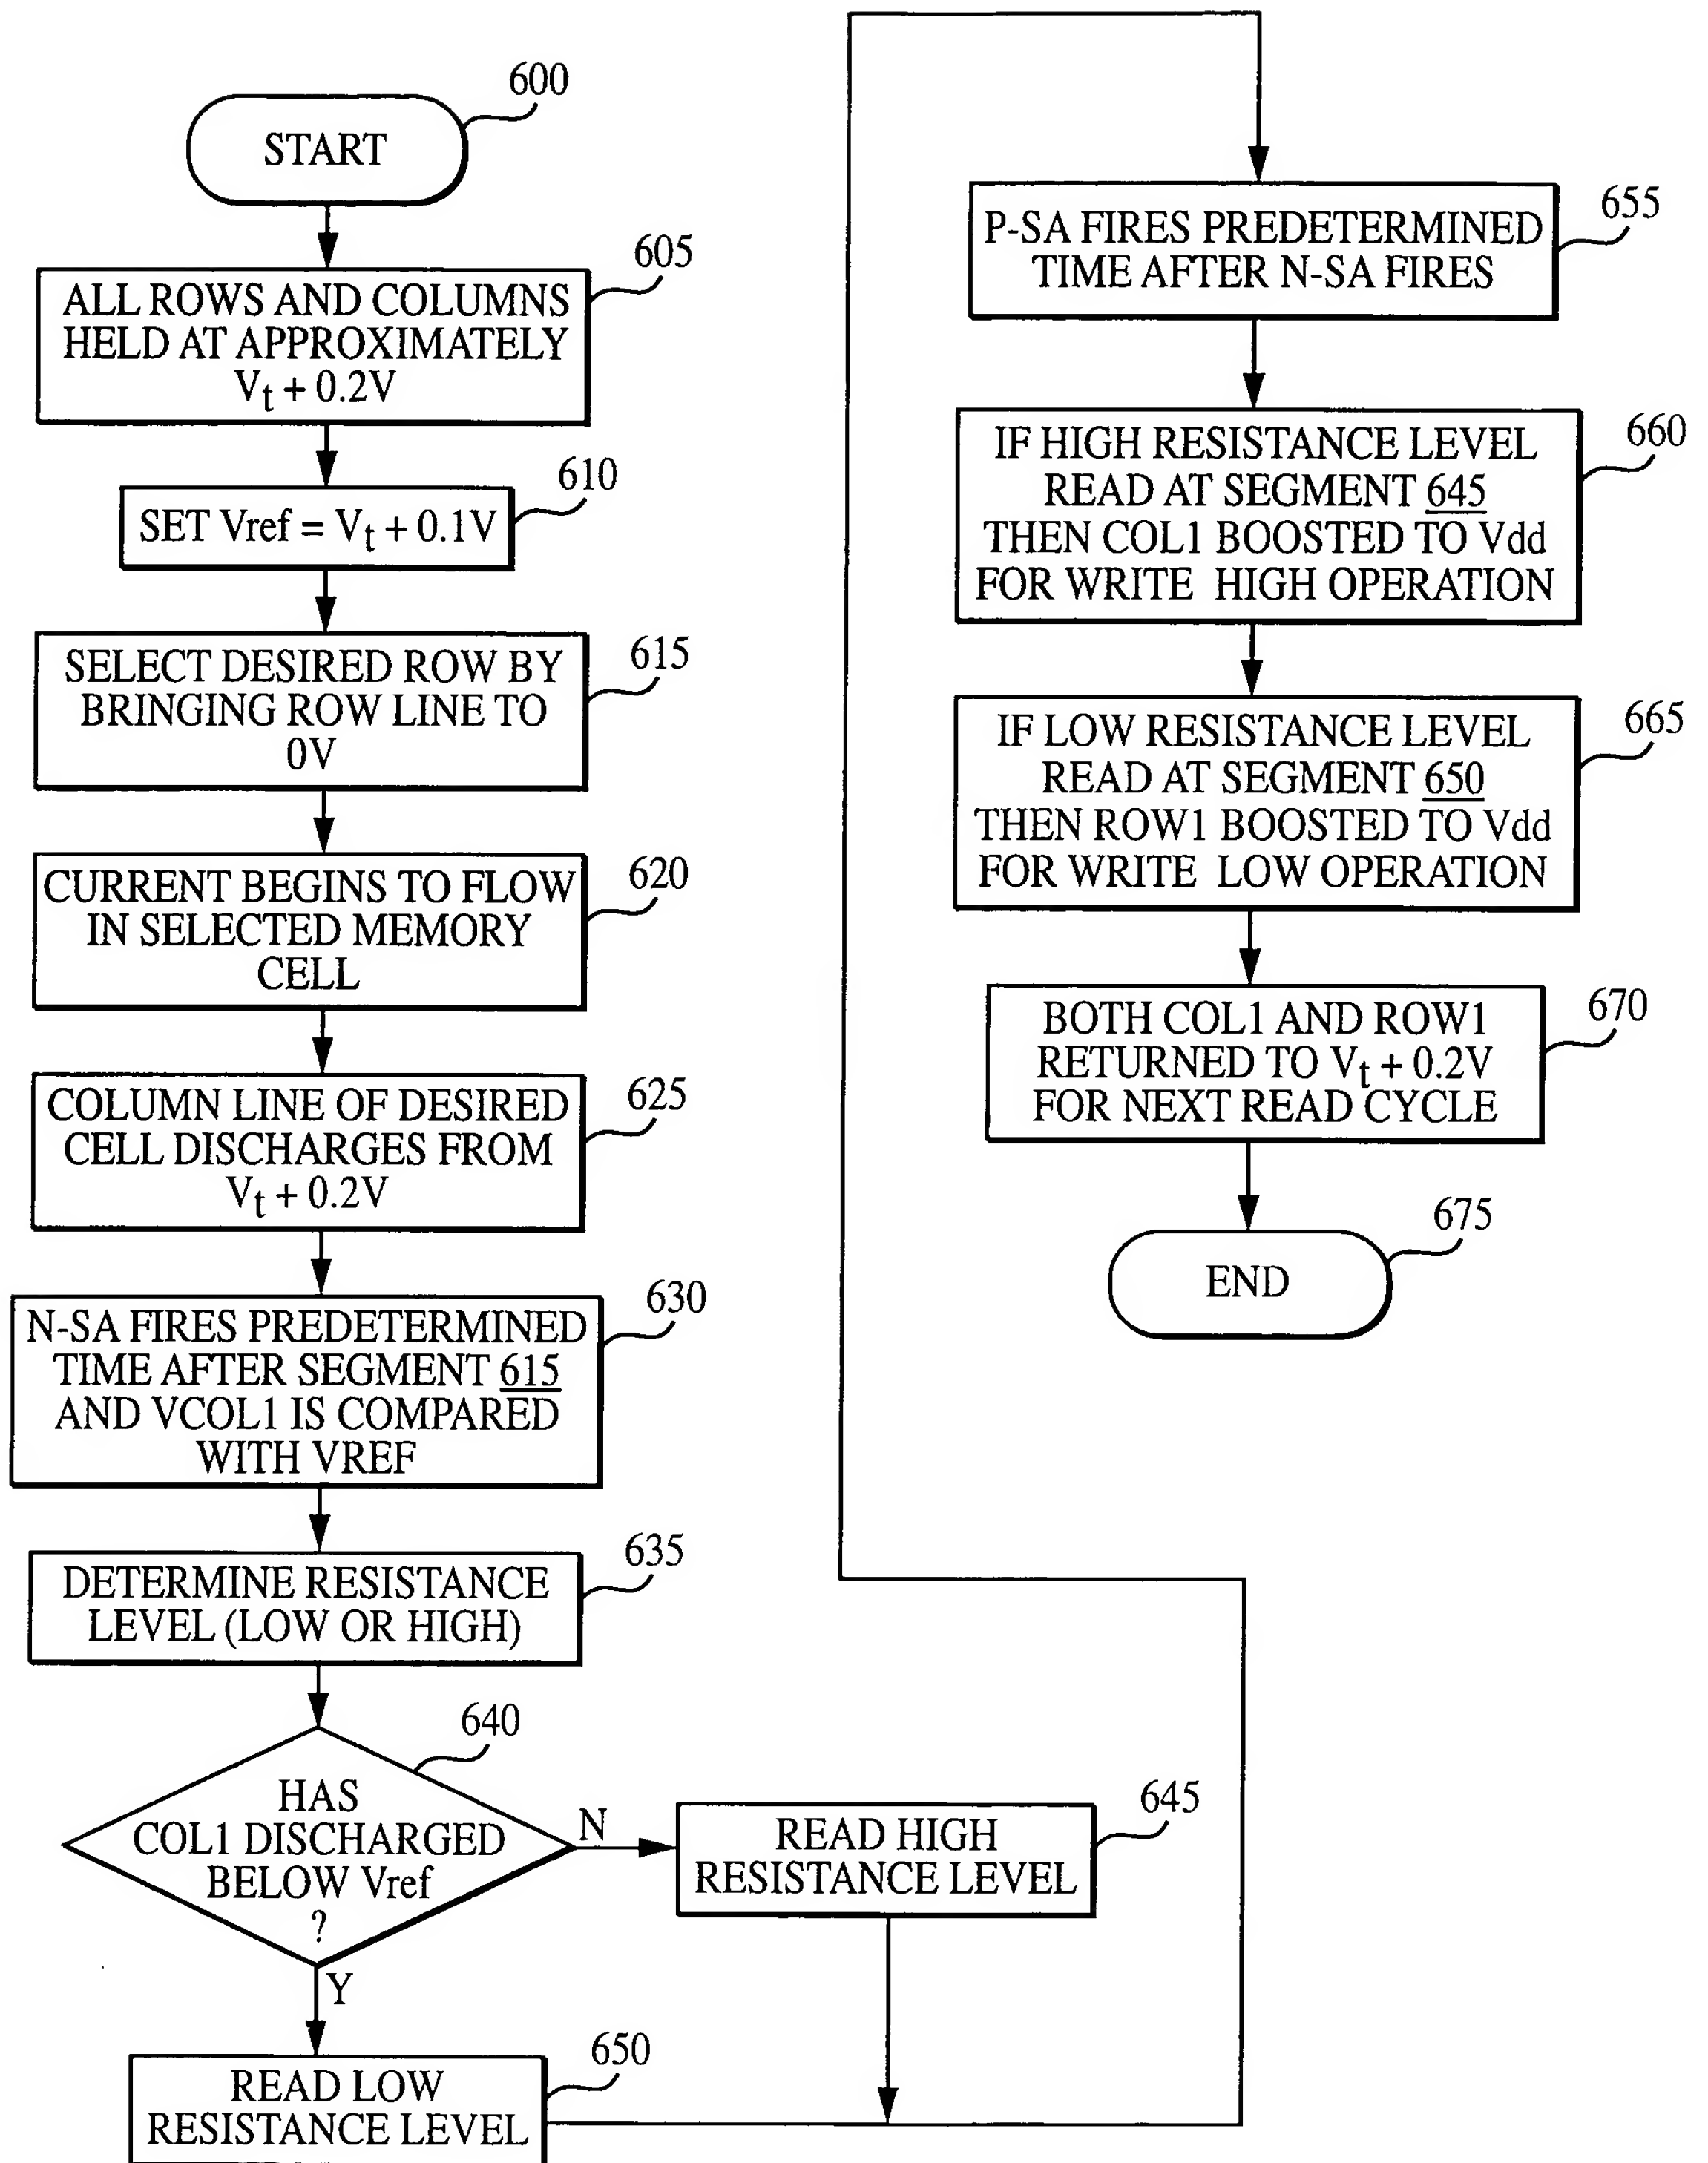 600
START
605
ALL ROWS AND COLUMNS
HELD AT APPROXIMATELY
Vt + 0.2V
610
SET Vref = Vt + 0.1V
615
SELECT DESIRED ROW BY
BRINGING ROW LINE TO
0V
620
CURRENT BEGINS TO FLOW
IN SELECTED MEMORY
CELL
625
COLUMN LINE OF DESIRED
CELL DISCHARGES FROM
Vt + 0.2V
630
N-SA FIRES PREDETERMINED
TIME AFTER SEGMENT 615
AND VCOL1 IS COMPARED
WITH VREF
635
DETERMINE RESISTANCE
LEVEL (LOW OR HIGH)
640
HAS
COL1 DISCHARGED
BELOW Vref
?
N
Y
645
READ HIGH
RESISTANCE LEVEL
650
READ LOW
RESISTANCE LEVEL
655
P-SA FIRES PREDETERMINED
TIME AFTER N-SA FIRES
660
IF HIGH RESISTANCE LEVEL
READ AT SEGMENT 645
THEN COL1 BOOSTED TO Vdd
FOR WRITE HIGH OPERATION
665
IF LOW RESISTANCE LEVEL
READ AT SEGMENT 650
THEN ROW1 BOOSTED TO Vdd
FOR WRITE LOW OPERATION
670
BOTH COL1 AND ROW1
RETURNED TO Vt + 0.2V
FOR NEXT READ CYCLE
675
END